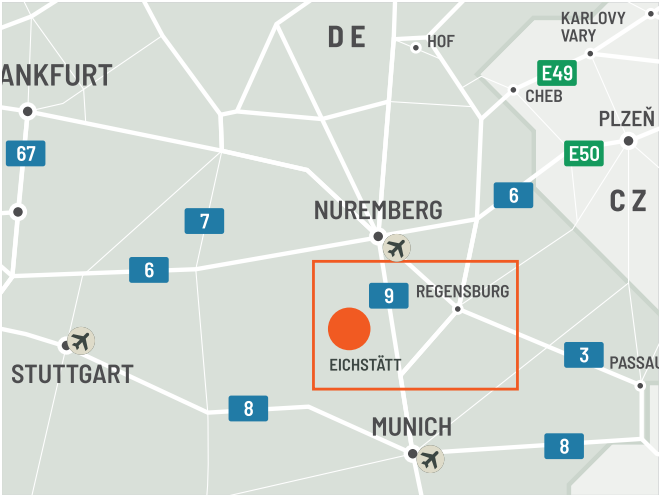 DE
KARLOVY
VARY
HOF
ANKFURT
E49
CHEB
PLZEŇ
67
E50
6
CZ
NUREMBERG
7
6
9
REGENSBURG
EICHSTÄTT
3
PASSAU
STUTTGART
8
MUNICH
8